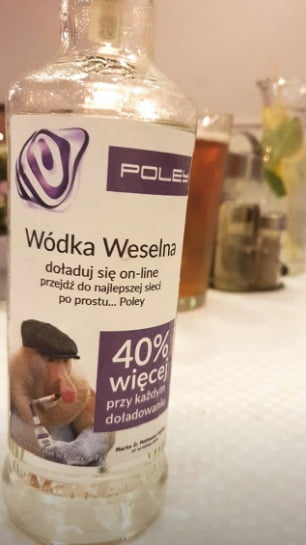 POLEY
Wódka Weselna
doładuj się on-line
przejdź do najlepszej sieci
po prostu... Poley
40%
więcej
przy każdym
doładowaniu